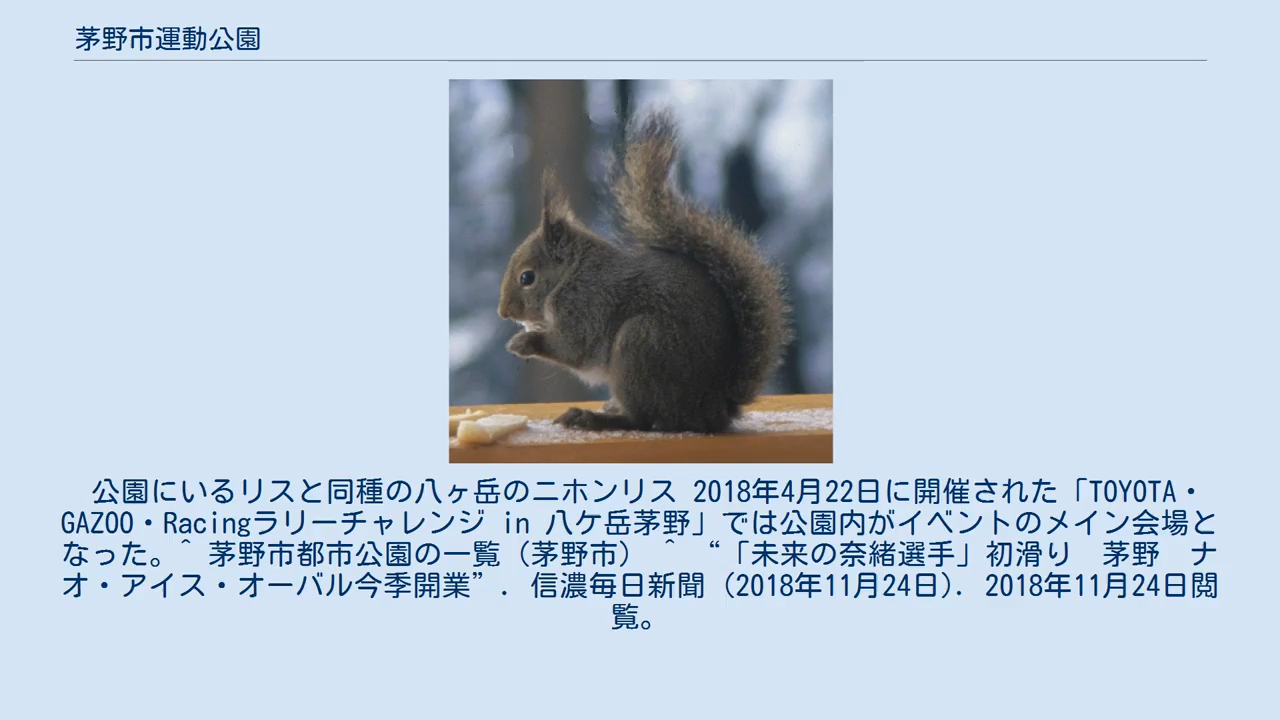 茅野市運動公園
公園にいるリスと同種の八ヶ岳のニホンリス 2018年4月22日に開催された「TOYOTA・
GAZOO・Racingラリーチャレンジ in 八ケ岳茅野」では公園内がイベントのメイン会場と
なった。^ 茅野市都市公園の一覧（茅野市） ^ “「未来の奈緒選手」初滑り　茅野　ナ
オ・アイス・オーバル今季開業”. 信濃毎日新聞 (2018年11月24日). 2018年11月24日閲
覧。